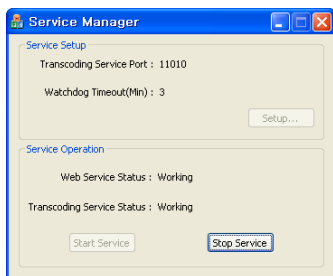 Service Manager
Service Setup
Transcoding Service Port : 11010
Watchdog Timeout(Min) : 3
Setup...
Service Operation
Web Service Status : Working
Transcoding Service Status : Working
Start Service
Stop Service